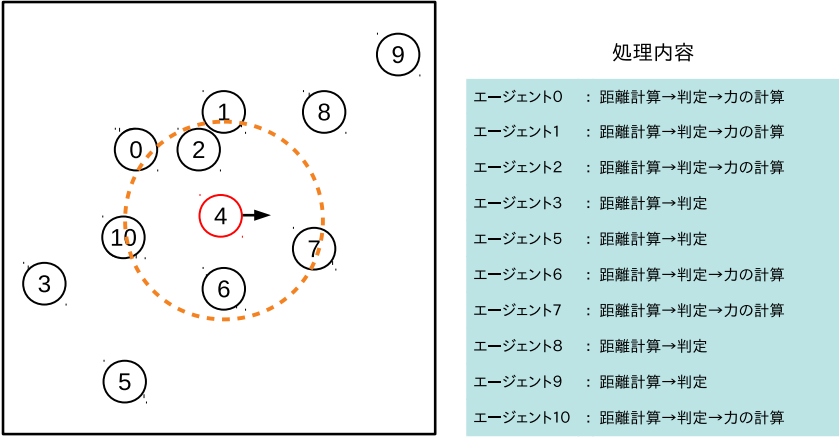 9
1
8
0
2
4
10
7
3
6
5
処理内容
エージェント0 : 距離計算→判定→力の計算
エージェント1 : 距離計算→判定→力の計算
エージェント2 : 距離計算→判定→力の計算
エージェント3 : 距離計算→判定
エージェント5 : 距離計算→判定
エージェント6 : 距離計算→判定→力の計算
エージェント7 : 距離計算→判定→力の計算
エージェント8 : 距離計算→判定
エージェント9 : 距離計算→判定
エージェント10 : 距離計算→判定→力の計算